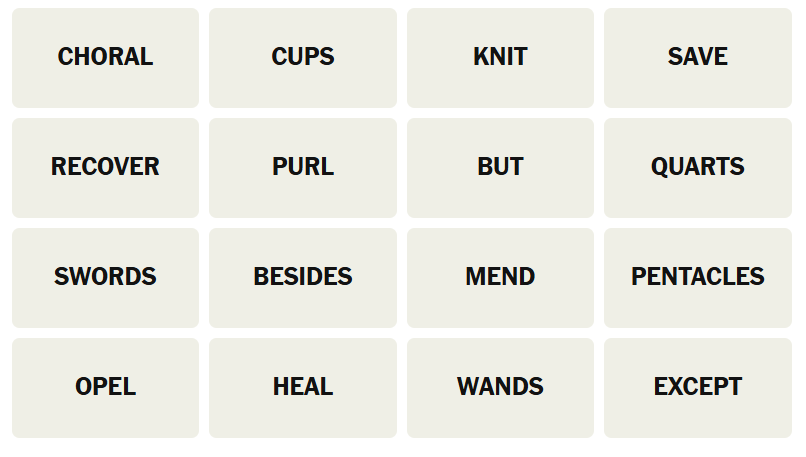 CHORAL CUPS KNIT SAVE
RECOVER PURL BUT QUARTS
SWORDS BESIDES MEND PENTACLES
OPEL HEAL WANDS EXCEPT